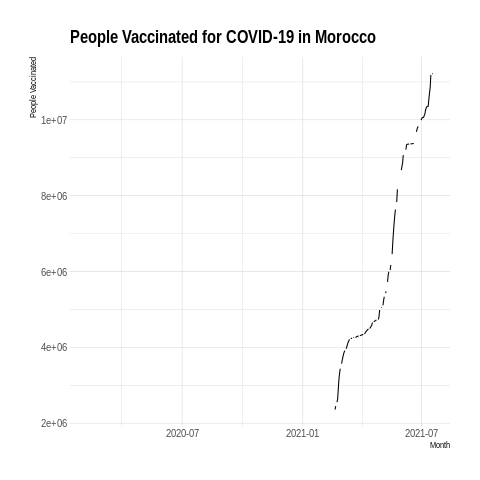 People Vaccinated for COVID-19 in Morocco
People Vaccinated
1e+07
8e+06
6e+06
4e+06
2e+06
2020-07
2021-01
2021-07
Month